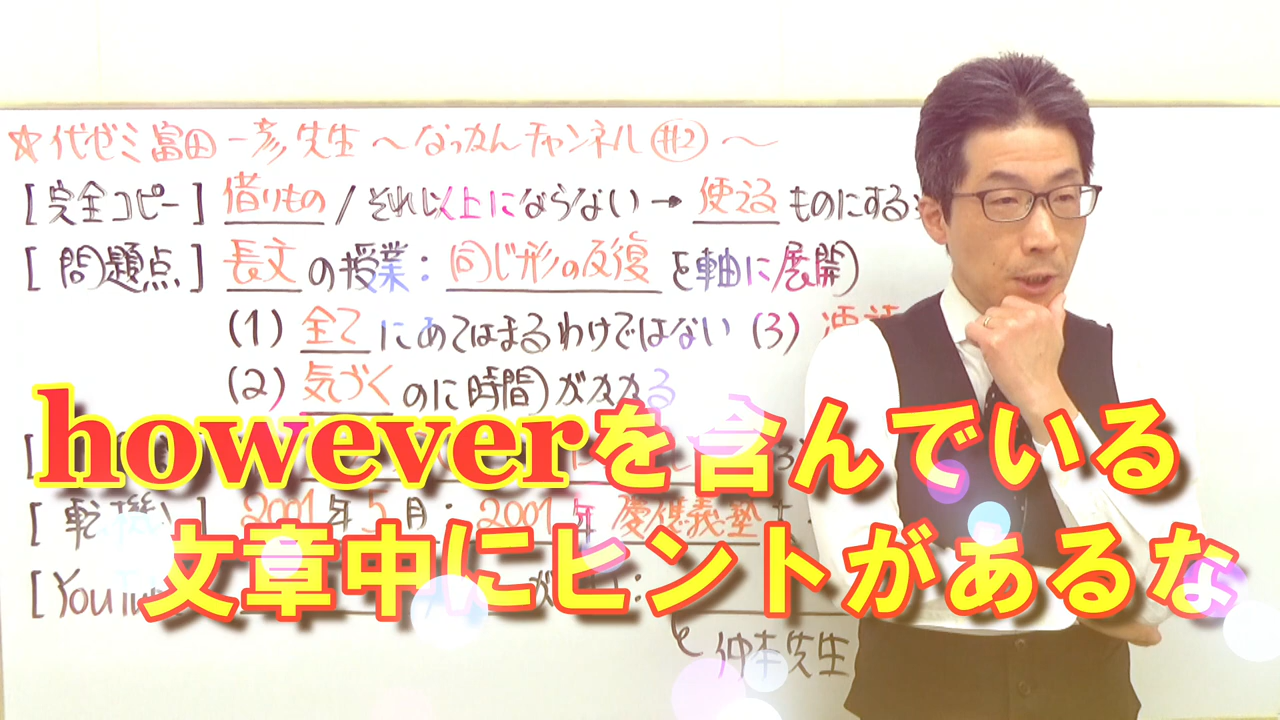 ☆代ゼミ富田一彦先生～なつかんチャンネル#2～
[完全コピー] 借りもの/それ以上にならない→使える ものにする
[問題点] 長文の授業：同じ形の反復を軸に展開
(1) 全てにあてはまるわけではない (3)
(2) 気づくのに時間がかかる
howeverを含んでいる
[転機] 2001年5月：2001年慶應義塾
文章中にヒントがあるな
[YouTu
仲本先生